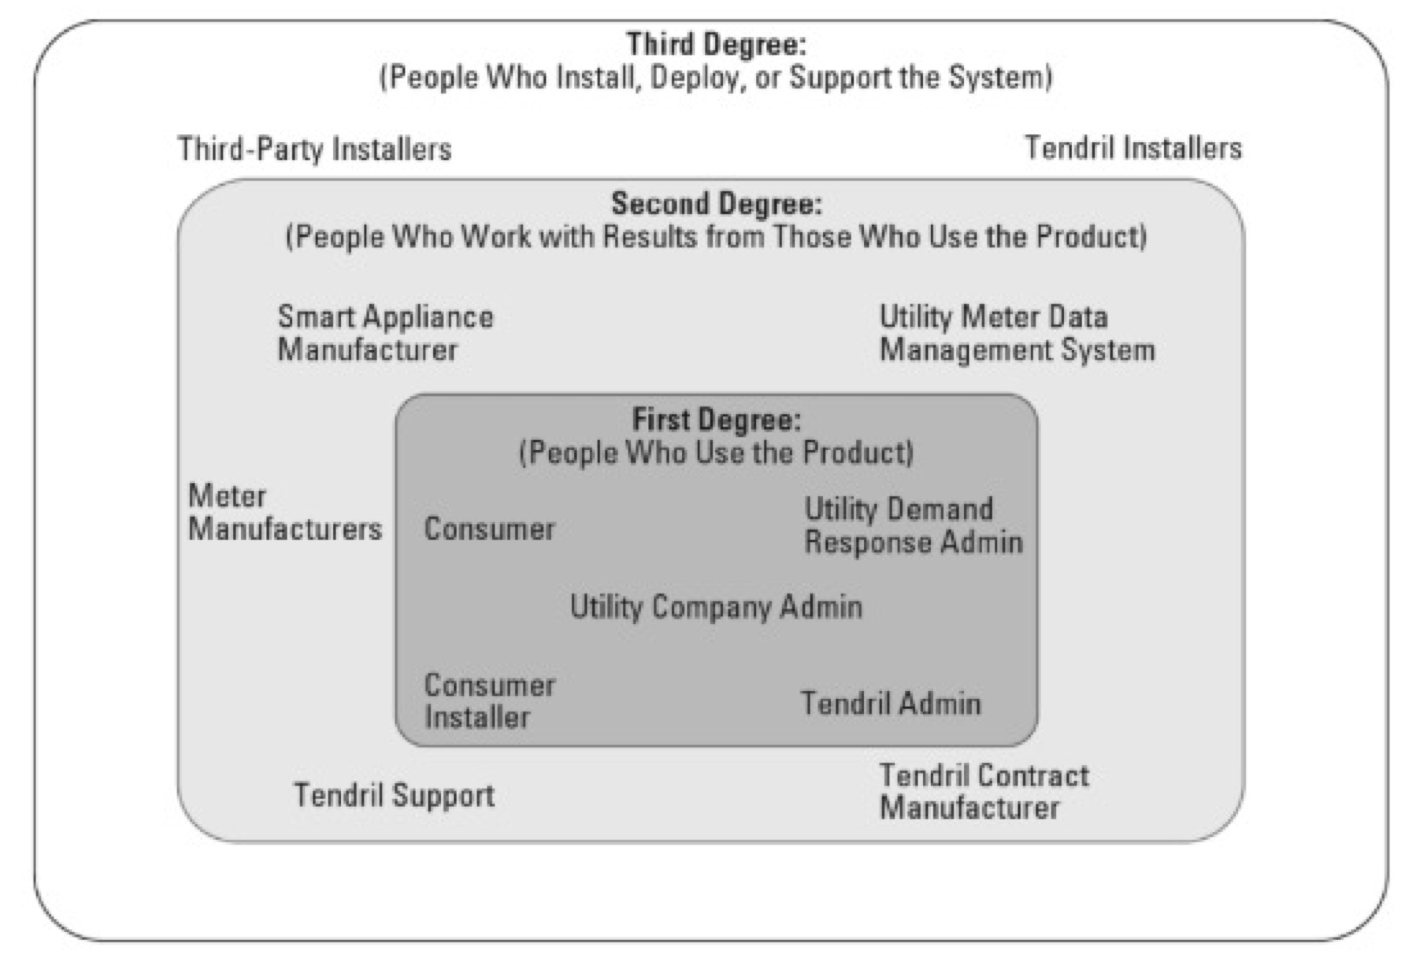 Third Degree:
(People Who Install, Deploy, or Support the System)
Third-Party Installers
Tendril Installers
Second Degree:
(People Who Work with Results from Those Who Use the Product)
Smart Appliance
Manufacturer
Utility Meter Data
Management System
First Degree:
(People Who Use the Product)
Meter
Manufacturers
Consumer
Utility Demand
Response Admin
Utility Company Admin
Consumer
Installer
Tendril Admin
Tendril Support
Tendril Contract
Manufacturer